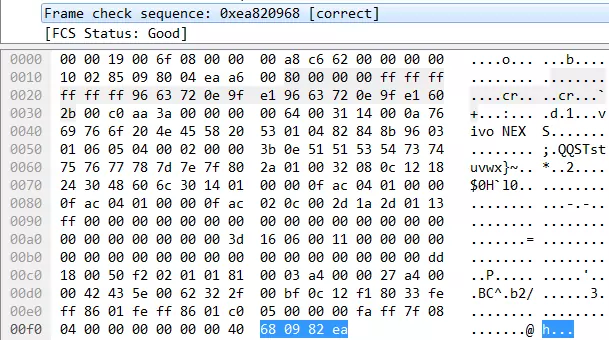 Frame check sequence: 0xea820968 [correct]
[FCS Status: Good]
0000 00 00 19 00 6f 08 00 00 00 a8 c6 62 00 00 00 00 ....o... ...b....
0010 10 02 85 09 80 04 ea a6 00 80 00 00 00 ff ff ff ........ ........
0020 ff ff ff 96 63 72 0e 9f e1 96 63 72 0e 9f e1 60 ....cr.. ..cr...`
0030 2b 00 c0 aa 3a 00 00 00 00 64 00 31 14 00 0a 76 +...:... .d.1...v
0040 69 76 6f 20 4e 45 58 20 53 01 04 82 84 8b 96 03 ivo NEX S.......
0050 01 06 05 04 00 02 00 00 3b 0e 51 51 53 54 73 74 ........ ;.QQSTst
0060 75 76 77 78 7d 7e 7f 80 2a 01 00 32 08 0c 12 18 uvwx}~.. *..2....
0070 24 30 48 60 6c 30 14 01 00 00 0f ac 04 01 00 00 $0H`l0.. ........
0080 0f ac 04 01 00 00 0f ac 02 0c 00 2d 1a 2d 01 13 ........ ...-.-..
0090 ff 00 00 00 00 00 00 00 00 00 00 00 00 00 00 00 ........ ........
00a0 00 00 00 00 00 00 00 3d 16 06 00 11 00 00 00 00 .......= ........
00b0 00 00 00 00 00 00 00 00 00 00 00 00 00 00 00 dd ........ ........
00c0 18 00 50 f2 02 01 01 81 00 03 a4 00 00 27 a4 00 ..P..... .....'..
00d0 00 42 43 5e 00 62 32 2f 00 bf 0c 12 f1 80 33 fe .BC^.b2/ ......3.
00e0 ff 86 01 fe ff 86 01 c0 05 00 00 00 fa ff 7f 08 ........ ........
00f0 04 00 00 00 00 00 00 40 68 09 82 ea .......@ h...